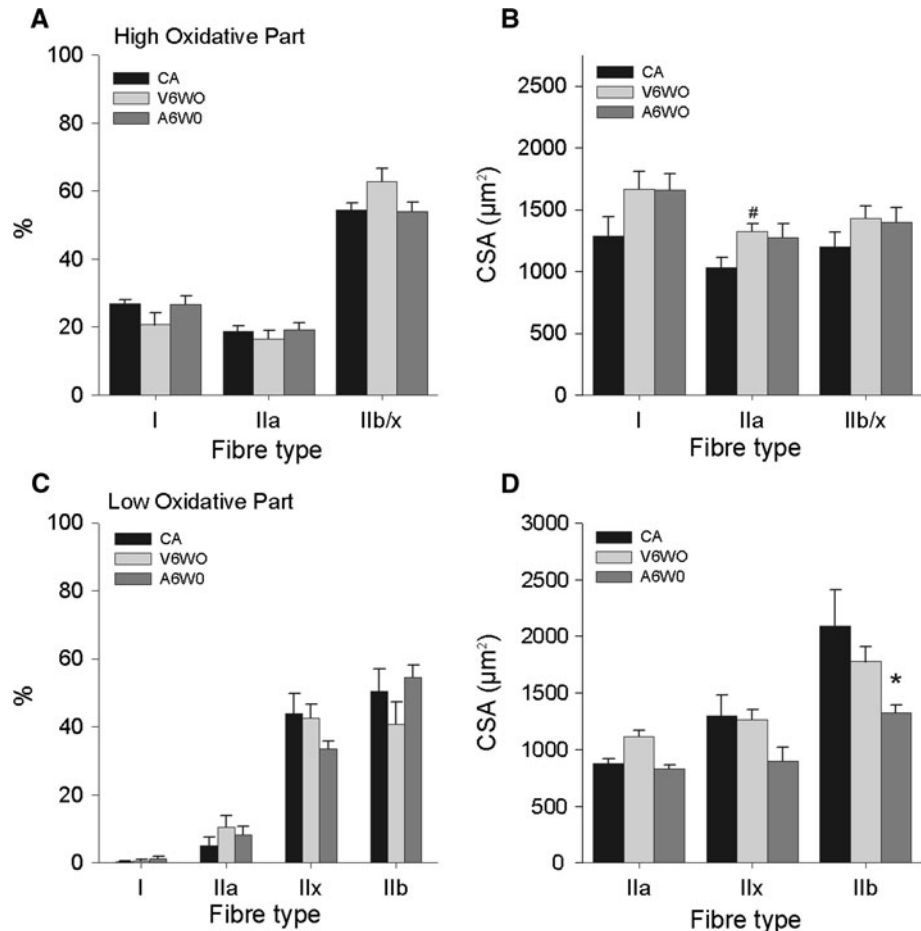 A
High Oxidative Part
100
80
60
40
20
0
%
CA
V6WO
A6W0
I IIa IIb/x
Fibre type
B
2500
2000
1500
1000
500
0
CSA (µm²)
CA
V6WO
A6WO
#
I IIa IIb/x
Fibre type
C
Low Oxidative Part
100
80
60
40
20
0
%
CA
V6WO
A6W0
I IIa IIx IIb
Fibre type
D
3000
2500
2000
1500
1000
500
0
CSA (µm²)
CA
V6WO
A6W0
*
IIa IIx IIb
Fibre type